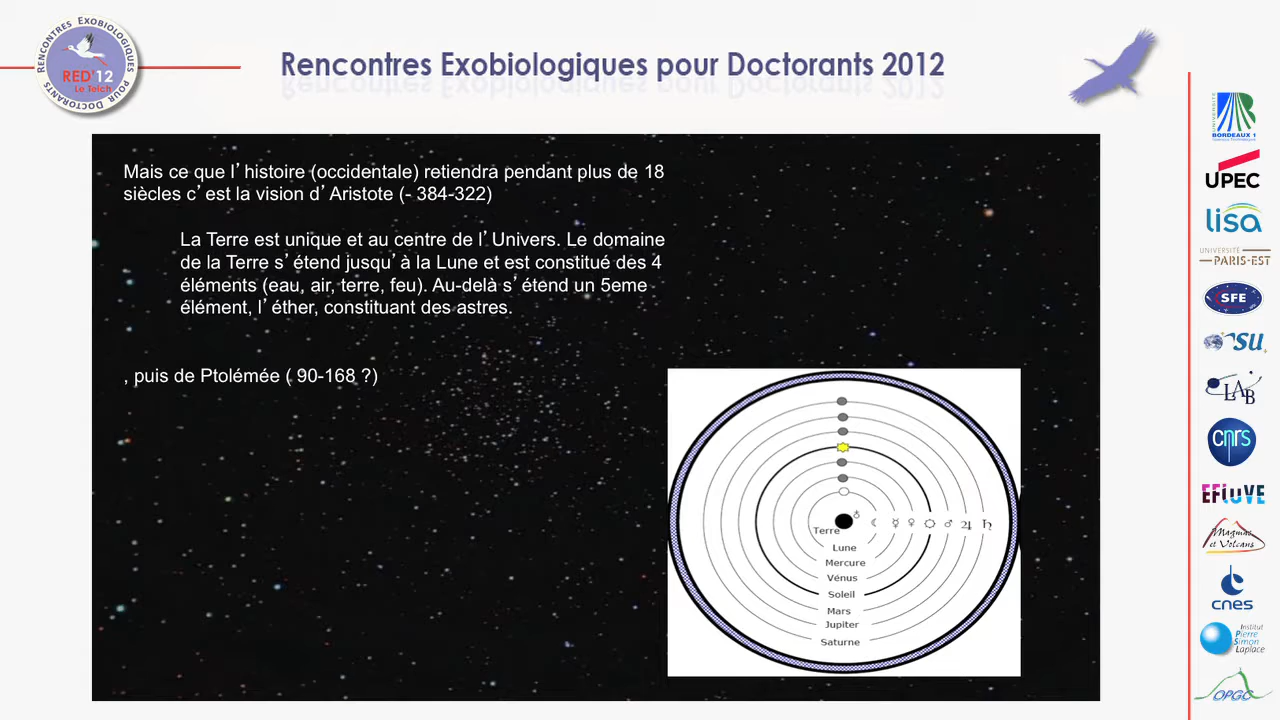 RENCONTRES EXOBIOLOGIQUES POUR DOCTORANTS
RED'12
Le Teich
Rencontres Exobiologiques pour Doctorants 2012
Mais ce que l’histoire (occidentale) retiendra pendant plus de 18
siècles c’est la vision d’Aristote (- 384-322)
La Terre est unique et au centre de l’Univers. Le domaine
de la Terre s’étend jusqu’à la Lune et est constitué des 4
éléments (eau, air, terre, feu). Au-delà s’étend un 5eme
élément, l’éther, constituant des astres.
, puis de Ptolémée ( 90-168 ?)
Terre
Lune
Mercure
Vénus
Soleil
Mars
Jupiter
Saturne
UNIVERSITÉ
BORDEAUX 1
UPEC
lisa
UNIVERSITÉ
PARIS-EST
SFE
SU
LAB
cnrs
EFLUVE
Magmas
et Volcans
cnes
Institut
Pierre
Simon
Laplace
OPGC